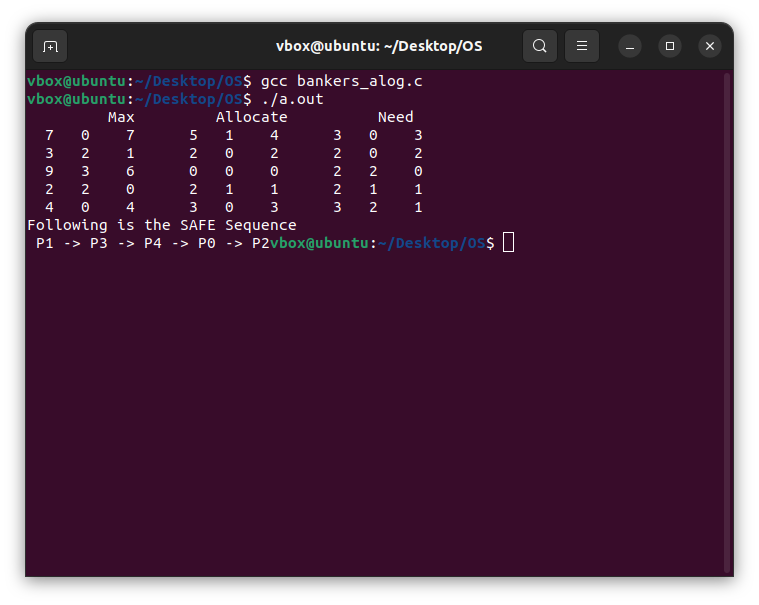 vbox@ubuntu: ~/Desktop/OS
vbox@ubuntu:~/Desktop/OS$ gcc bankers_alog.c
vbox@ubuntu:~/Desktop/OS$ ./a.out
Max Allocate Need
7 0 7 5 1 4 3 0 3
3 2 1 2 0 2 2 0 2
9 3 6 0 0 0 2 2 0
2 2 0 2 1 1 2 1 1
4 0 4 3 0 3 3 2 1
Following is the SAFE Sequence
P1 -> P3 -> P4 -> P0 -> P2vbox@ubuntu:~/Desktop/OS$